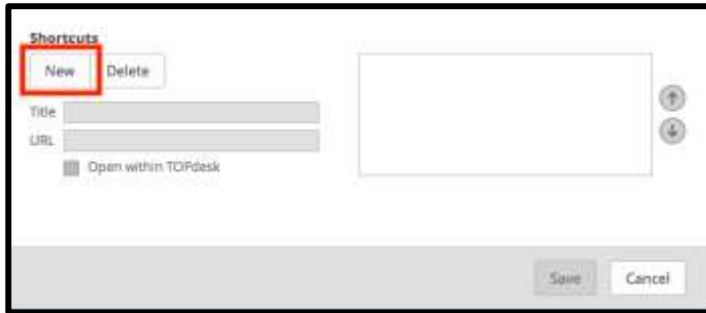 Shortcuts
New Delete
Title
URL
Open within TOPdesk
Save Cancel